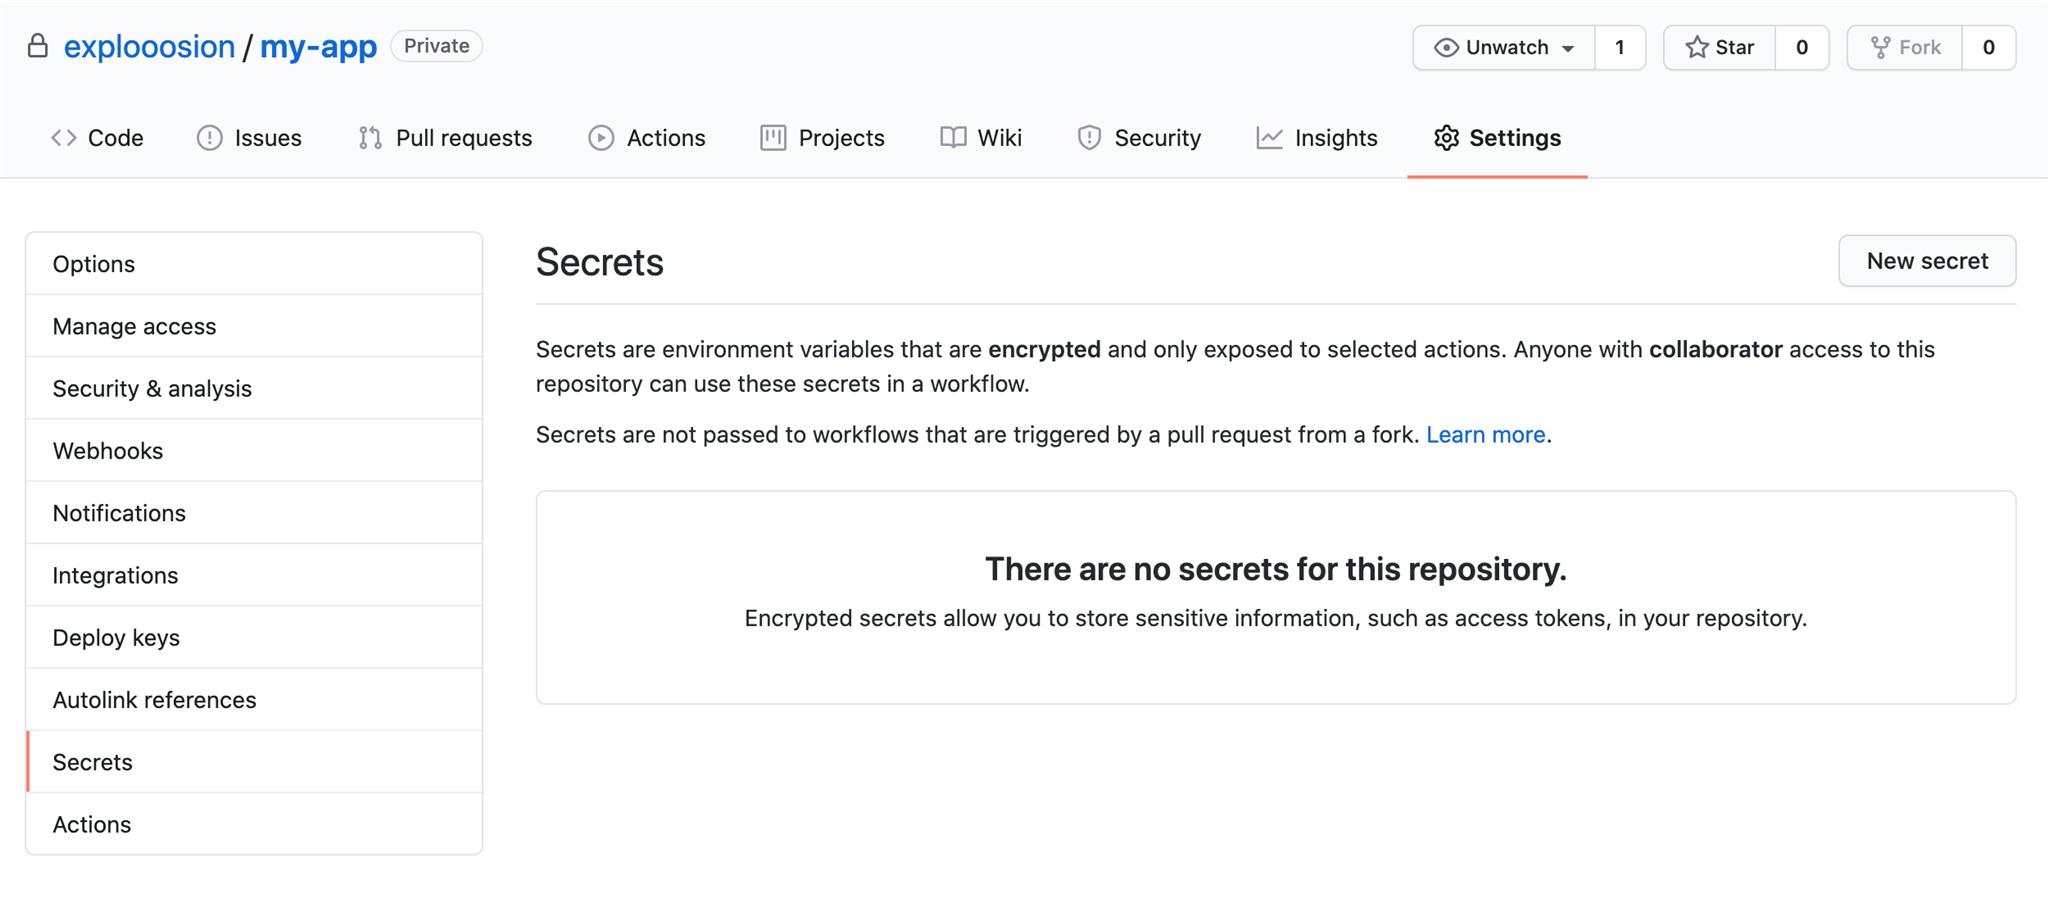 explooosion / my-app Private Unwatch 1 Star 0 Fork 0
Code Issues Pull requests Actions Projects Wiki Security Insights Settings
Options
Manage access
Security & analysis
Webhooks
Notifications
Integrations
Deploy keys
Autolink references
Secrets
Actions
Secrets New secret
Secrets are environment variables that are encrypted and only exposed to selected actions. Anyone with collaborator access to this
repository can use these secrets in a workflow.
Secrets are not passed to workflows that are triggered by a pull request from a fork. Learn more.
There are no secrets for this repository.
Encrypted secrets allow you to store sensitive information, such as access tokens, in your repository.